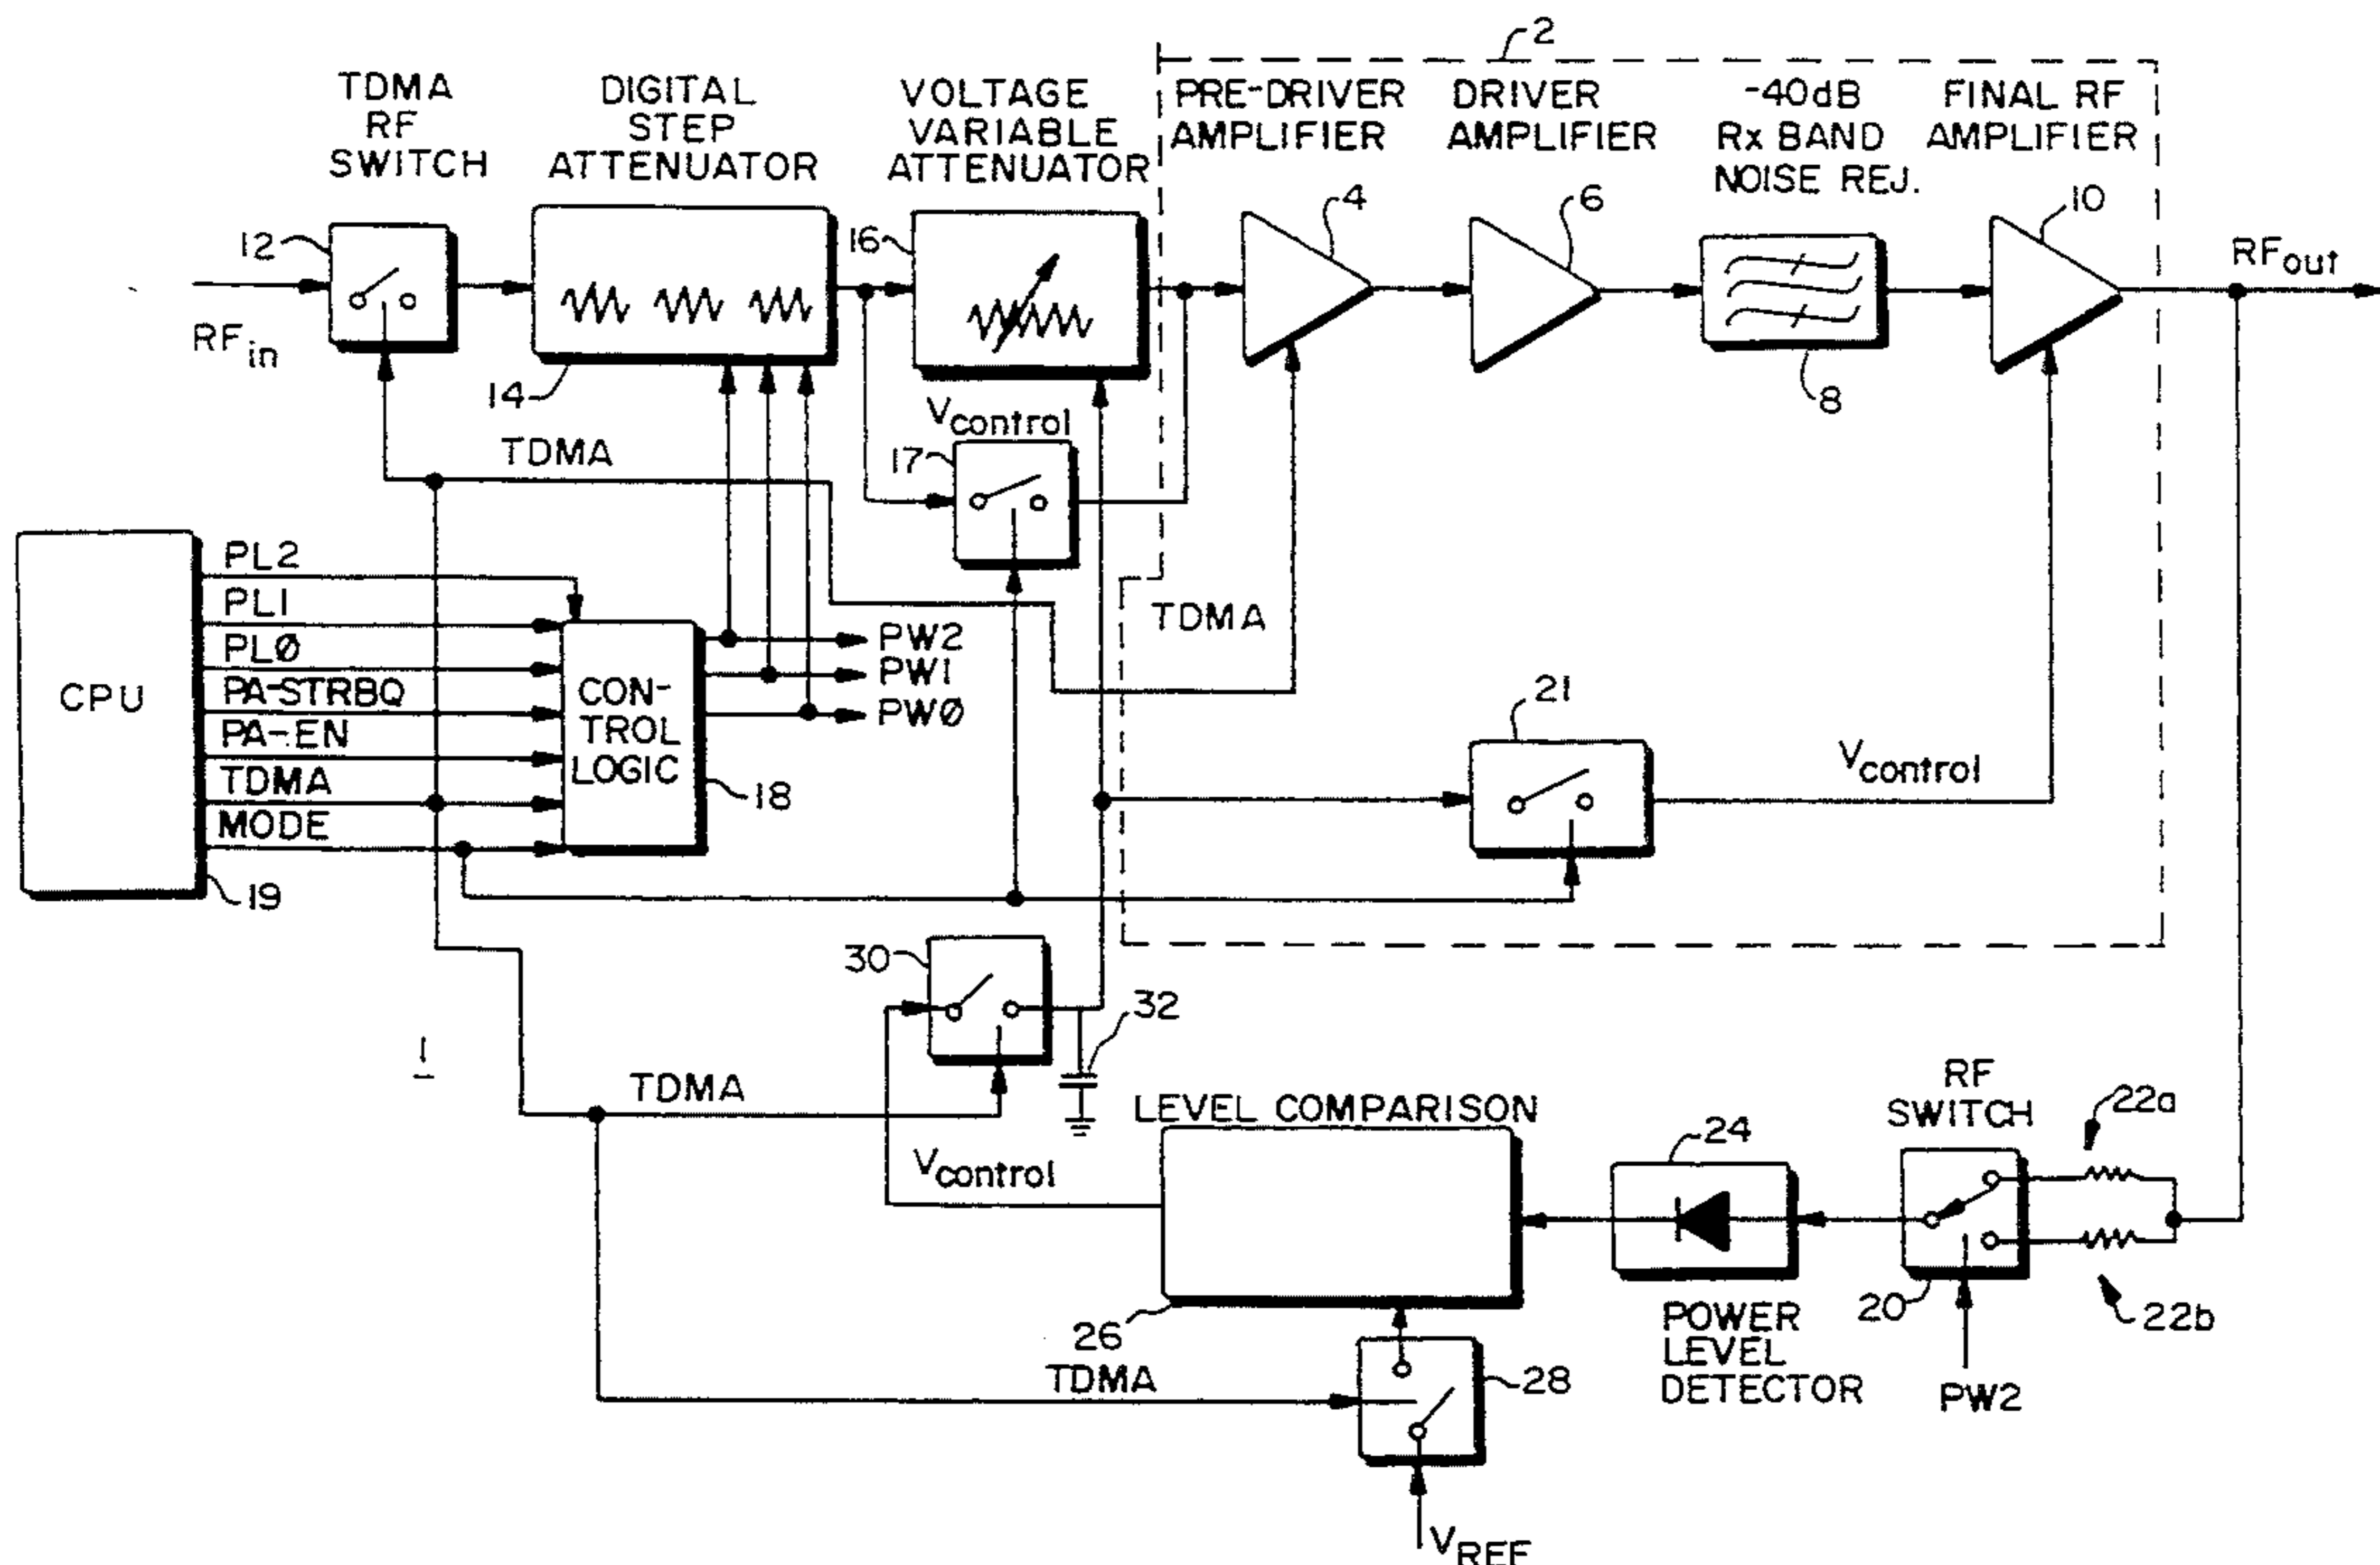 2
TDMA
RF
SWITCH
DIGITAL
STEP
ATTENUATOR
VOLTAGE
VARIABLE
ATTENUATOR
PRE-DRIVER
AMPLIFIER
DRIVER
AMPLIFIER
-40dB
Rx BAND
NOISE REJ.
FINAL RF
AMPLIFIER
12
16
4
6
10
RFin
RFout
14
8
Vcontrol
TDMA
17
CPU
PL2
PL1
PLØ
PA-STRBQ
PA-EN
TDMA
MODE
CON-
TROL
LOGIC
PW2
PW1
PWØ
TDMA
21
Vcontrol
18
19
30
32
1
TDMA
Vcontrol
LEVEL COMPARISON
24
RF
SWITCH
22a
26
POWER
LEVEL
DETECTOR
20
22b
TDMA
28
PW2
VREF